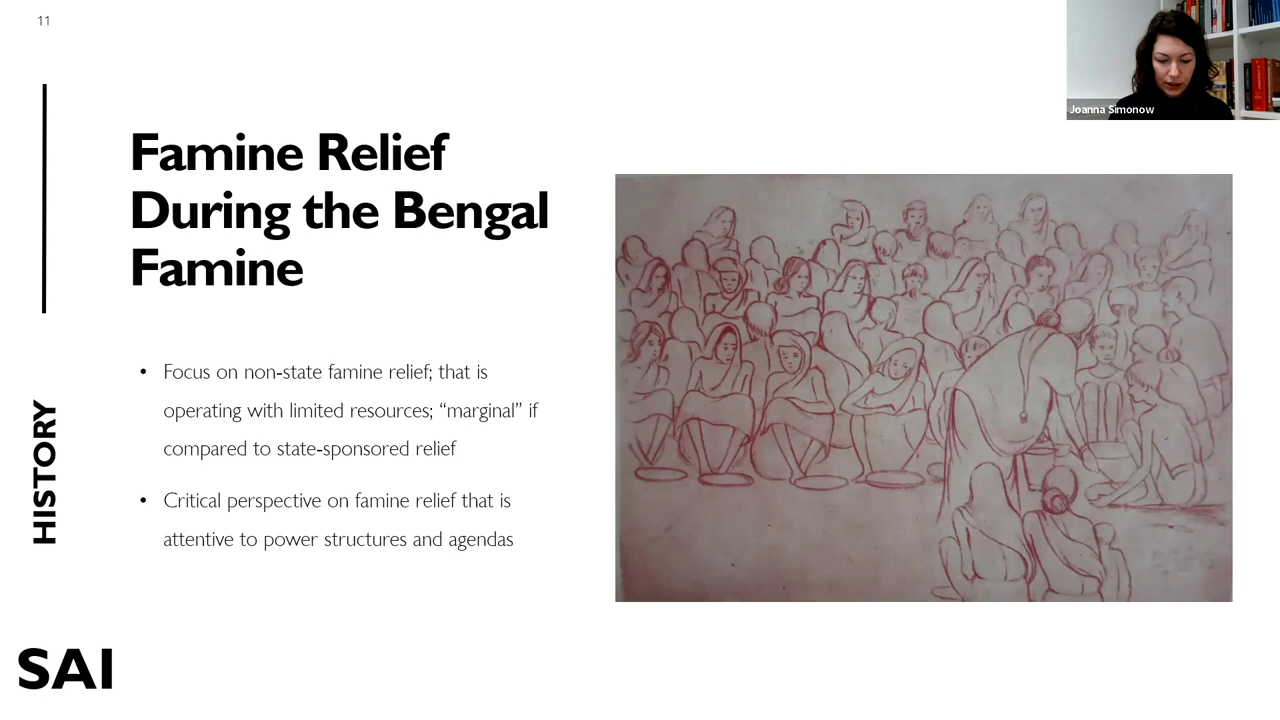 11
Joanna Simonow
Famine Relief
During the Bengal
Famine
• Focus on non-state famine relief; that is
operating with limited resources; “marginal” if
compared to state-sponsored relief
• Critical perspective on famine relief that is
attentive to power structures and agendas
HISTORY
SAI